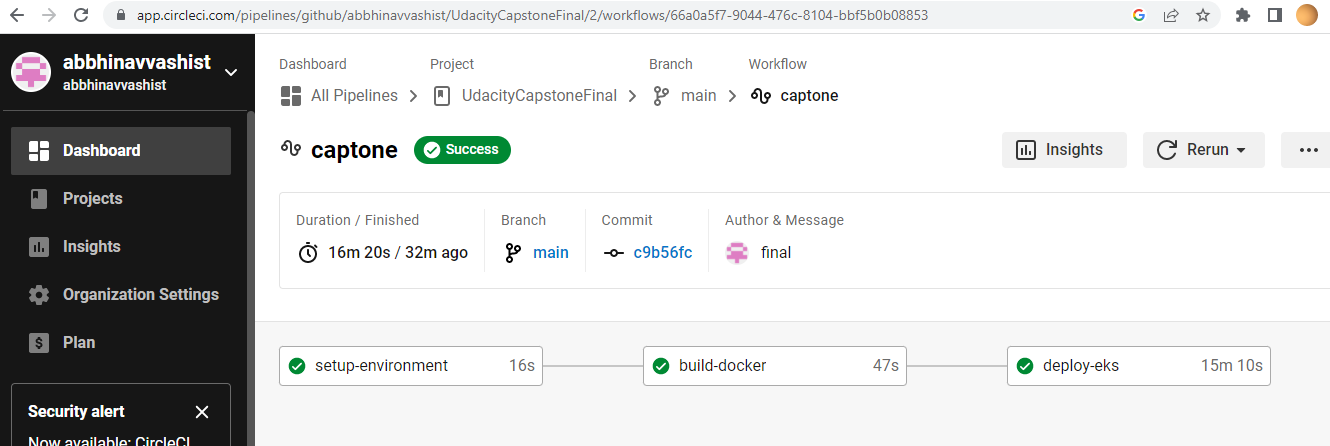 app.circleci.com/pipelines/github/abbhinavvashist/UdacityCapstoneFinal/2/workflows/66a0a5f7-9044-476c-8104-bbf5b0b08853
abbhinavvashist
abbhinavvashist
Dashboard
Projects
Insights
Organization Settings
Plan
Security alert
Now available: CircleCI
Dashboard Project Branch Workflow
All Pipelines UdacityCapstoneFinal main captone
captone Success Insights Rerun
Duration / Finished Branch Commit Author & Message
16m 20s / 32m ago main c9b56fc final
setup-environment 16s build-docker 47s deploy-eks 15m 10s